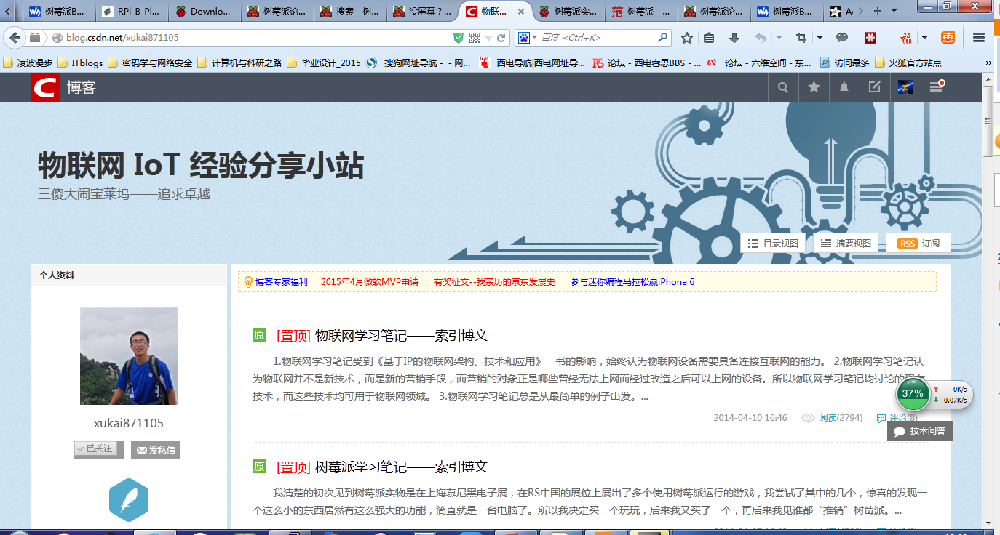 树莓派B...
RPi-B-Pl...
Downlo...
树莓派论...
搜索 - 树...
没屏幕？...
物联...
树莓派实...
范 树莓派 - ...
树莓派论...
树莓派B...
blog.csdn.net/xukai871105
百度 <Ctrl+K>
凌波漫步
ITblogs
密码学与网络安全
计算机与科研之路
毕业设计_2015
搜狗网址导航 - - 网...
西电导航|西电网址导...
RS 论坛 - 西电睿思BBS - ...
6V 论坛 - 六维空间 - 东...
访问最多
火狐官方站点
C 博客
物联网 IoT 经验分享小站
三傻大闹宝莱坞——追求卓越
目录视图
摘要视图
RSS 订阅
个人资料
博客专家福利
2015年4月微软MVP申请
有奖征文--我亲历的京东发展史
参与迷你编程马拉松赢iPhone 6
xukai871105
已关注
发私信
原 [置顶] 物联网学习笔记——索引博文
1.物联网学习笔记受到《基于IP的物联网架构、技术和应用》一书的影响，始终认为物联网设备需要具备连接互联网的能力。 2.物联网学习笔记认
为物联网并不是新技术，而是新的营销手段，而营销的对象正是哪些曾经无法上网而经过改造之后可以上网的设备。所以物联网学习笔记均讨论的现有
技术，而这些技术均可用于物联网领域。 3.物联网学习笔记总是从最简单的例子出发。...
2014-04-10 16:46
阅读(2794)
评论(8)
37%
0K/s
0.07K/s
技术问答
原 [置顶] 树莓派学习笔记——索引博文
我清楚的初次见到树莓派实物是在上海慕尼黑电子展，在RS中国的展位上展出了多个使用树莓派运行的游戏，我尝试了其中的几个，惊喜的发现一
个这么小的东西居然有这么强大的功能，简直就是一台电脑了。所以我决定买一个玩玩，后来我又买了一个，再后来我见谁都“推销”树莓派。...